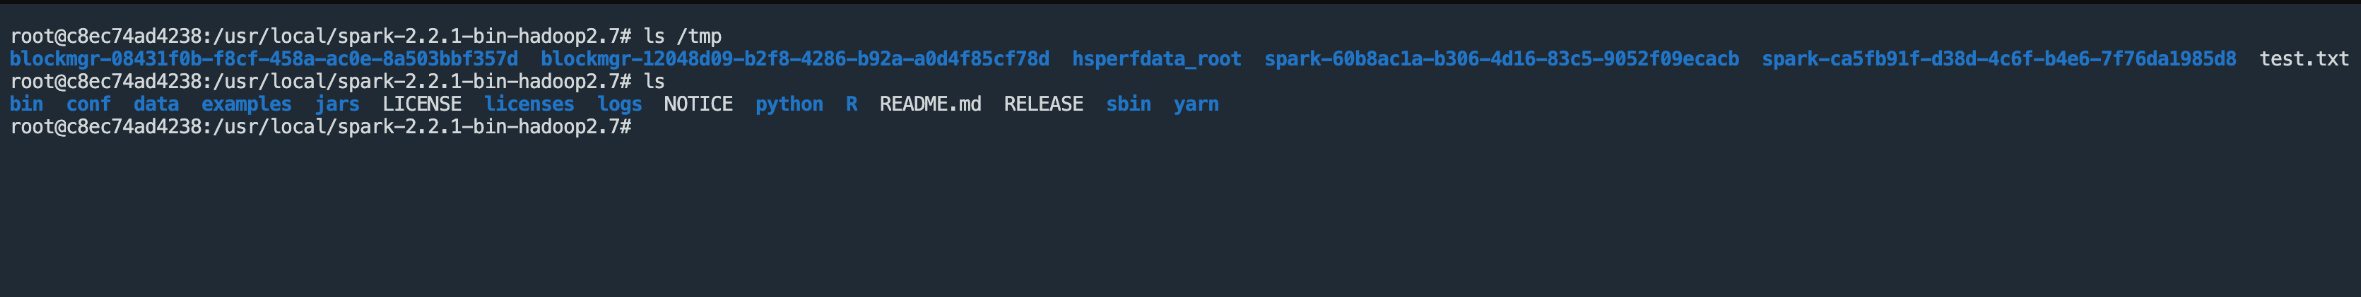 root@c8ec74ad4238:/usr/local/spark-2.2.1-bin-hadoop2.7# ls /tmp
blockmgr-08431f0b-f8cf-458a-ac0e-8a503bbf357d  blockmgr-12048d09-b2f8-4286-b92a-a0d4f85cf78d  hsperfdata_root  spark-60b8ac1a-b306-4d16-83c5-9052f09ecacb  spark-ca5fb91f-d38d-4c6f-b4e6-7f76da1985d8  test.txt
root@c8ec74ad4238:/usr/local/spark-2.2.1-bin-hadoop2.7# ls
bin  conf  data  examples  jars  LICENSE  licenses  logs  NOTICE  python  R  README.md  RELEASE  sbin  yarn
root@c8ec74ad4238:/usr/local/spark-2.2.1-bin-hadoop2.7#